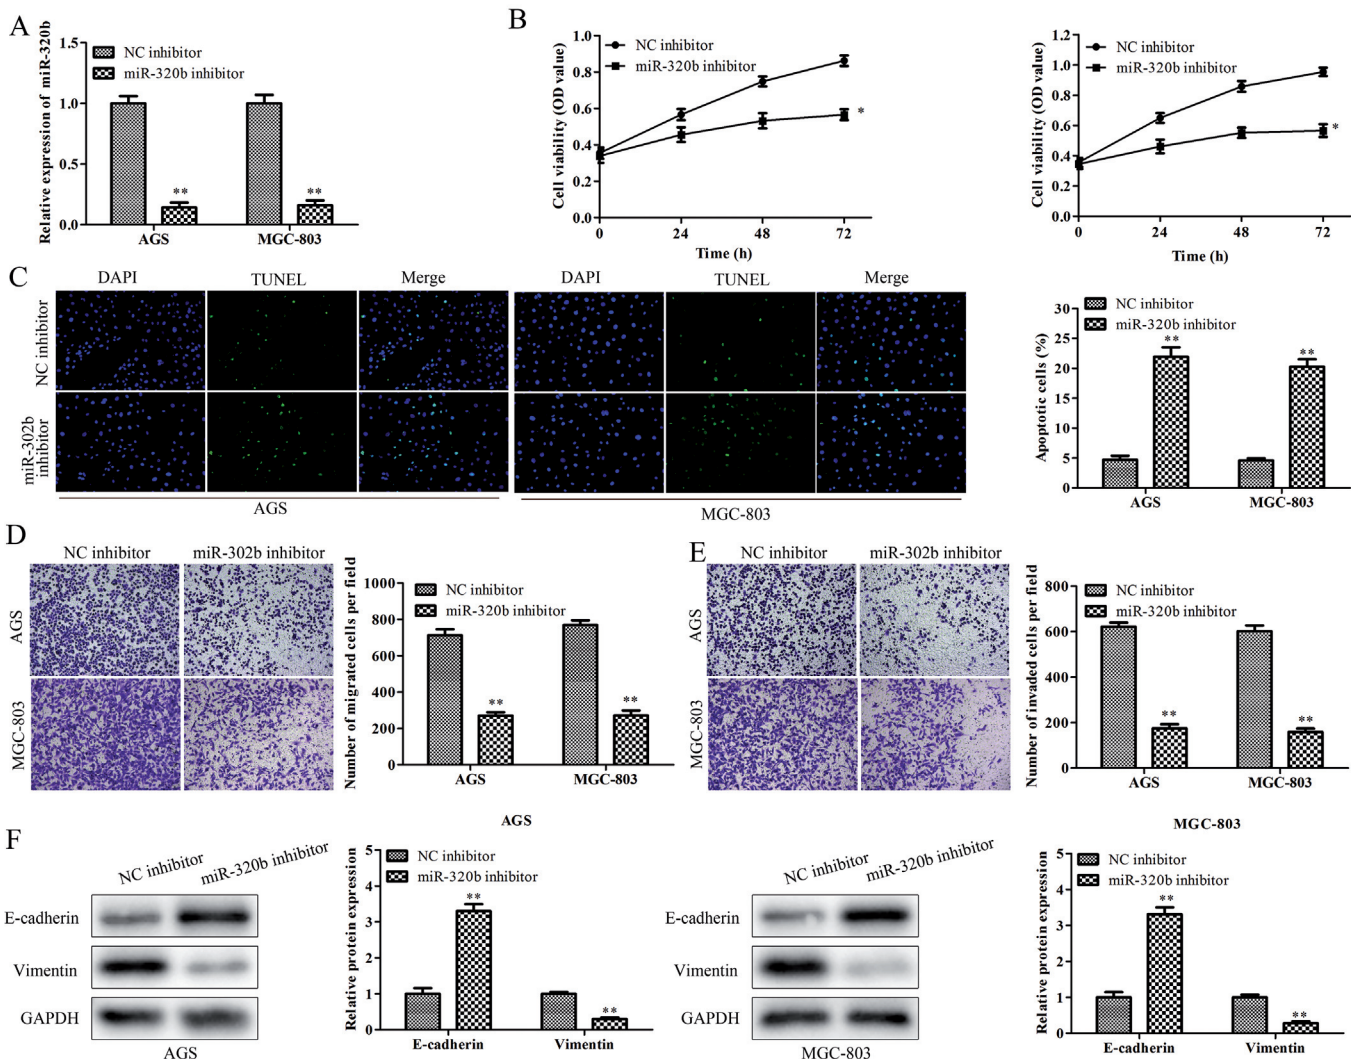 A
Relative expression of miR-320b
1.5
1.0
0.5
0.0
NC inhibitor
miR-320b inhibitor
**
**
AGS
MGC-803
B
Cell viability (OD value)
1.0
0.8
0.6
0.4
0.2
0.0
NC inhibitor
miR-320b inhibitor
*
0
24
48
72
Time (h)
Cell viability (OD value)
1.2
1.0
0.8
0.6
0.4
0.2
0.0
NC inhibitor
miR-320b inhibitor
*
0
24
48
72
Time (h)
C
DAPI
TUNEL
Merge
DAPI
TUNEL
Merge
NC inhibitor
miR-302b
inhibitor
AGS
MGC-803
Apoptotic cells (%)
30
25
20
15
10
5
0
NC inhibitor
miR-320b inhibitor
**
**
AGS
MGC-803
D
NC inhibitor
miR-302b inhibitor
AGS
MGC-803
Number of migrated cells per field
1000
800
600
400
200
0
NC inhibitor
miR-320b inhibitor
**
**
AGS
MGC-803
E
NC inhibitor
miR-302b inhibitor
AGS
MGC-803
Number of invaded cells per field
800
600
400
200
0
NC inhibitor
miR-320b inhibitor
**
**
AGS
MGC-803
F
NC inhibitor
miR-320b inhibitor
E-cadherin
Vimentin
GAPDH
AGS
AGS
Relative protein expression
5
4
3
2
1
0
NC inhibitor
miR-320b inhibitor
**
**
E-cadherin
Vimentin
NC inhibitor
miR-320b inhibitor
E-cadherin
Vimentin
GAPDH
MGC-803
MGC-803
Relative protein expression
5
4
3
2
1
0
NC inhibitor
miR-320b inhibitor
**
**
E-cadherin
Vimentin